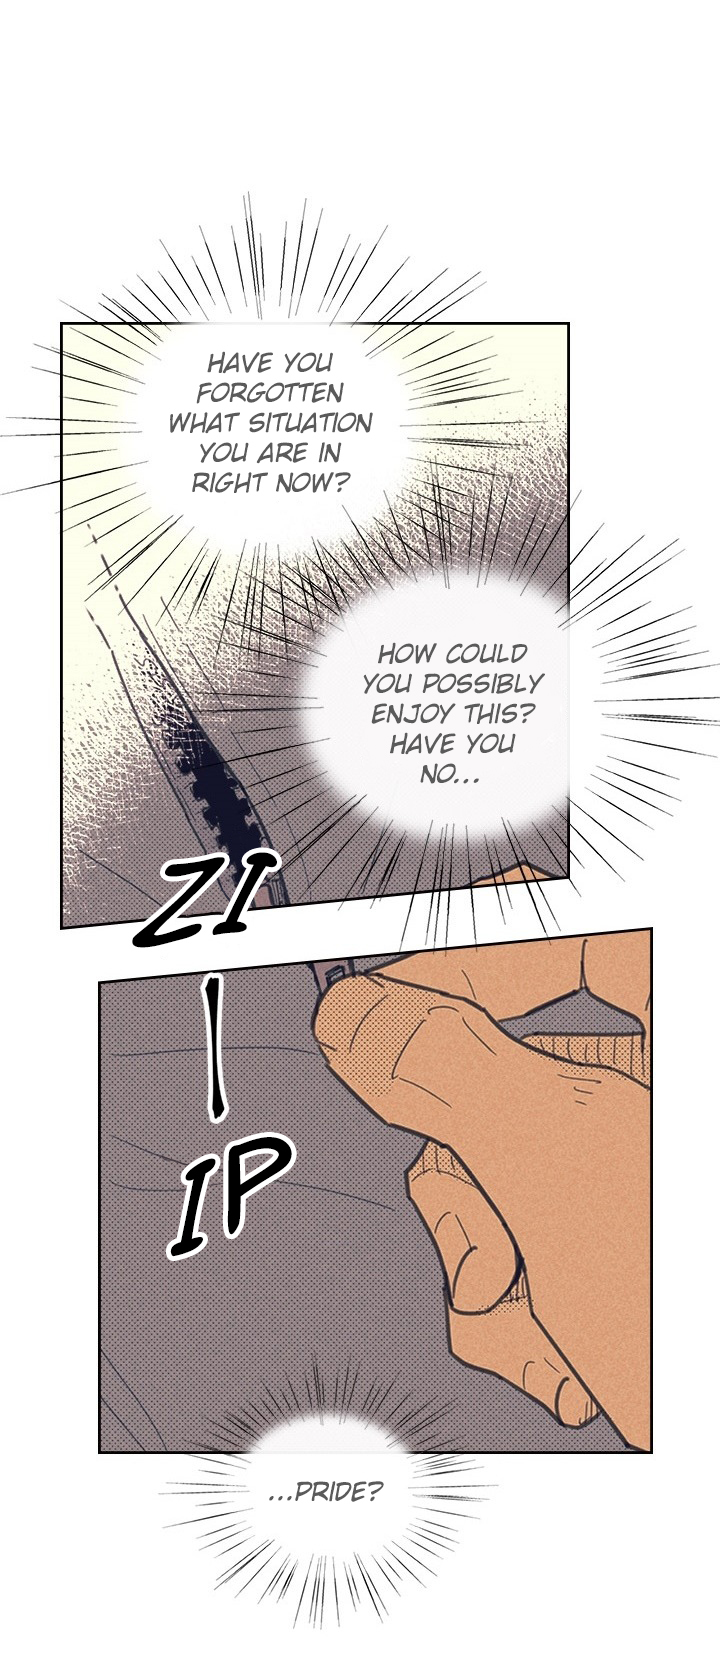 HAVE YOU
FORGOTTEN
WHAT SITUATION
YOU ARE IN
RIGHT NOW?
HOW COULD
YOU POSSIBLY
ENJOY THIS?
HAVE YOU
NO...
ZI
I
IP
...PRIDE?